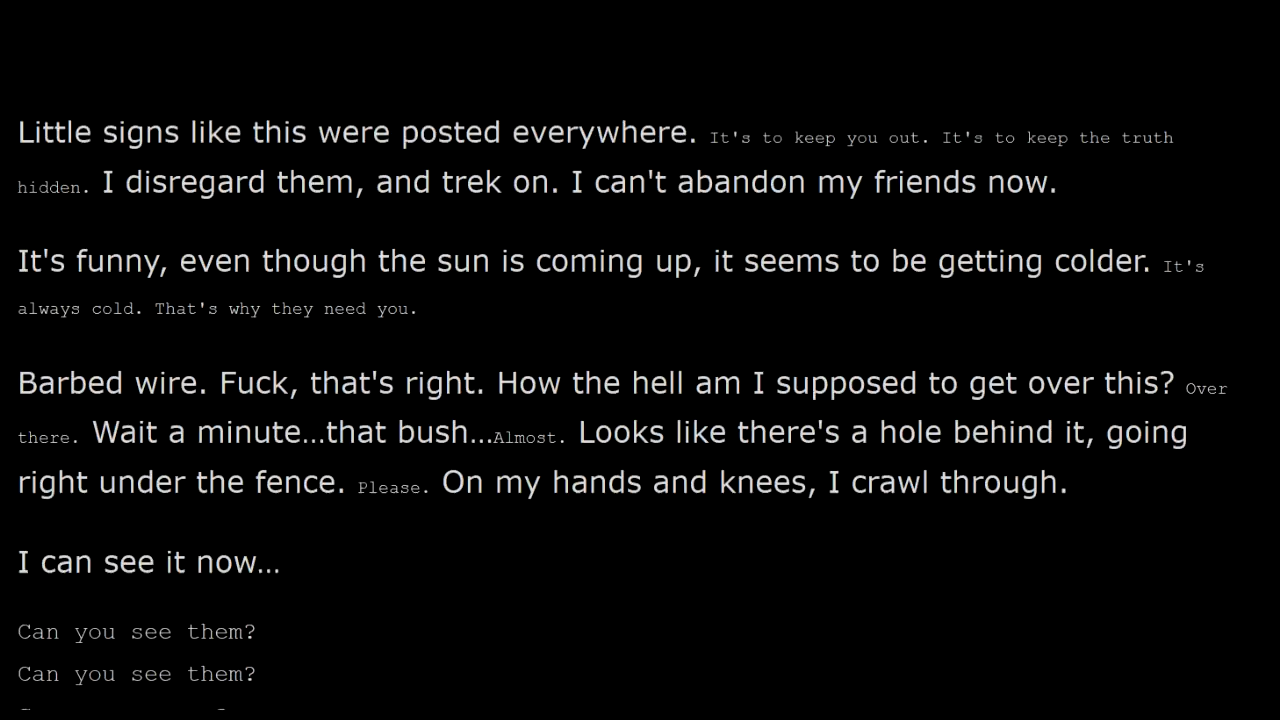 Little signs like this were posted everywhere. It's to keep you out. It's to keep the truth
hidden. I disregard them, and trek on. I can't abandon my friends now.
It's funny, even though the sun is coming up, it seems to be getting colder. It's
always cold. That's why they need you.
Barbed wire. Fuck, that's right. How the hell am I supposed to get over this? Over
there. Wait a minute...that bush...Almost. Looks like there's a hole behind it, going
right under the fence. Please. On my hands and knees, I crawl through.
I can see it now...
Can you see them?
Can you see them?